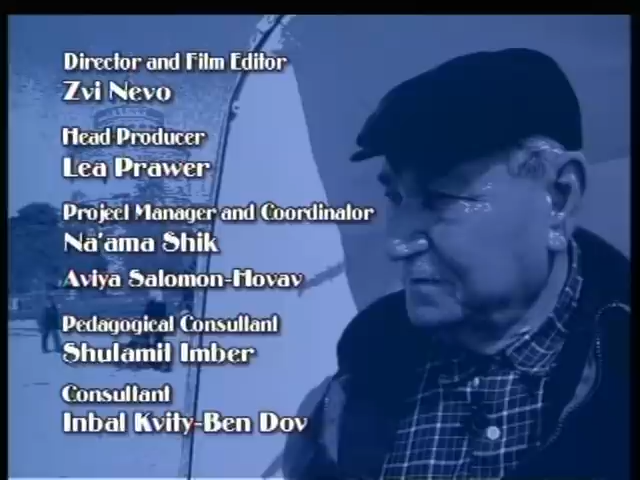 Director and Film Editor
Zvi Nevo
Head Producer
Lea Prawer
Project Manager and Coordinator
Na'ama Shik
Aviya Salomon-Hovav
Pedagogical Consultant
Shulamit Imber
Consultant
Inbal Kvity-Ben Dov